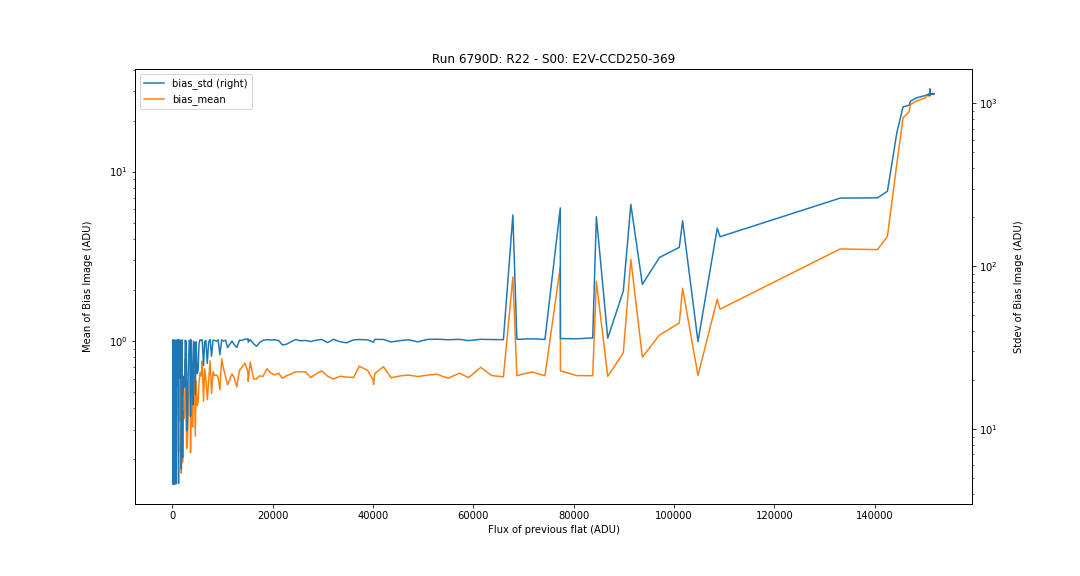 Run 6790D: R22 - S00: E2V-CCD250-369
bias_std (right)
bias_mean
10¹
10⁰
10³
10²
10¹
Mean of Bias Image (ADU)
Stdev of Bias Image (ADU)
0 20000 40000 60000 80000 100000 120000 140000
Flux of previous flat (ADU)